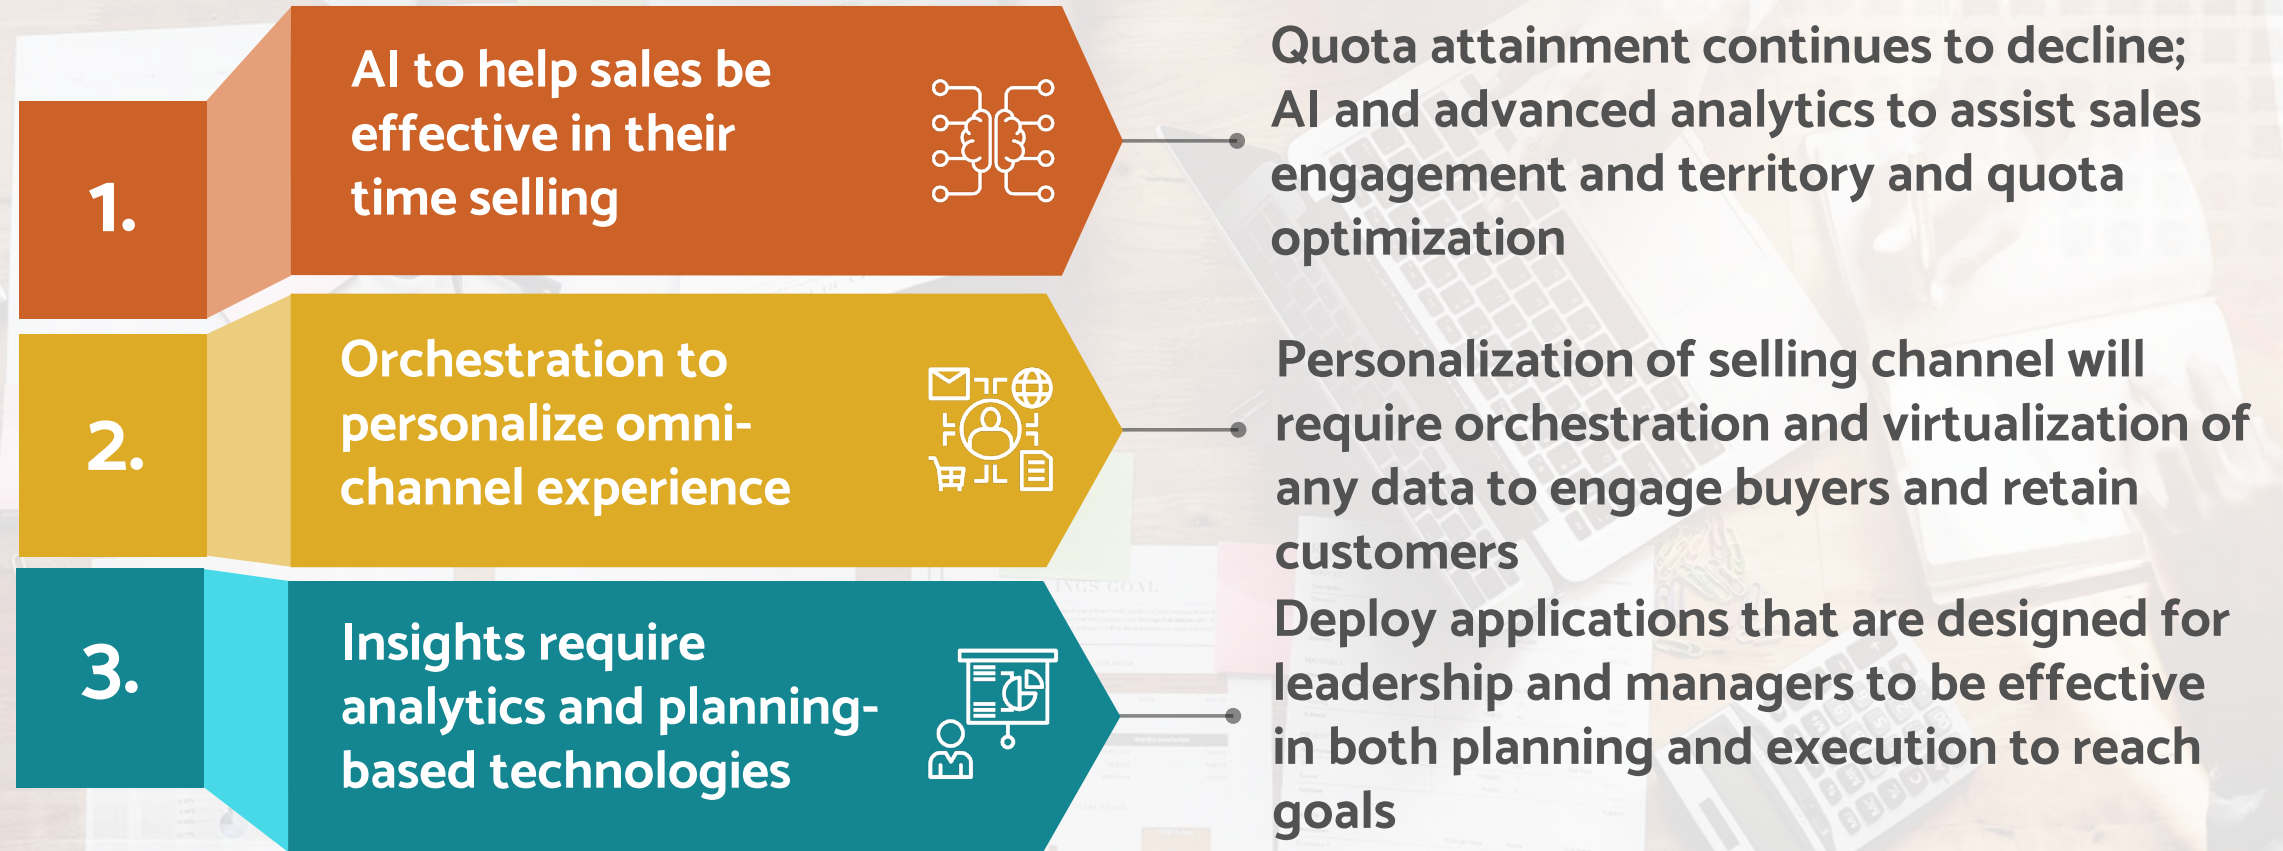 1.
AI to help sales be
effective in their
time selling
Quota attainment continues to decline;
AI and advanced analytics to assist sales
engagement and territory and quota
optimization
2.
Orchestration to
personalize omni-
channel experience
Personalization of selling channel will
require orchestration and virtualization of
any data to engage buyers and retain
customers
3.
Insights require
analytics and planning-
based technologies
Deploy applications that are designed for
leadership and managers to be effective
in both planning and execution to reach
goals